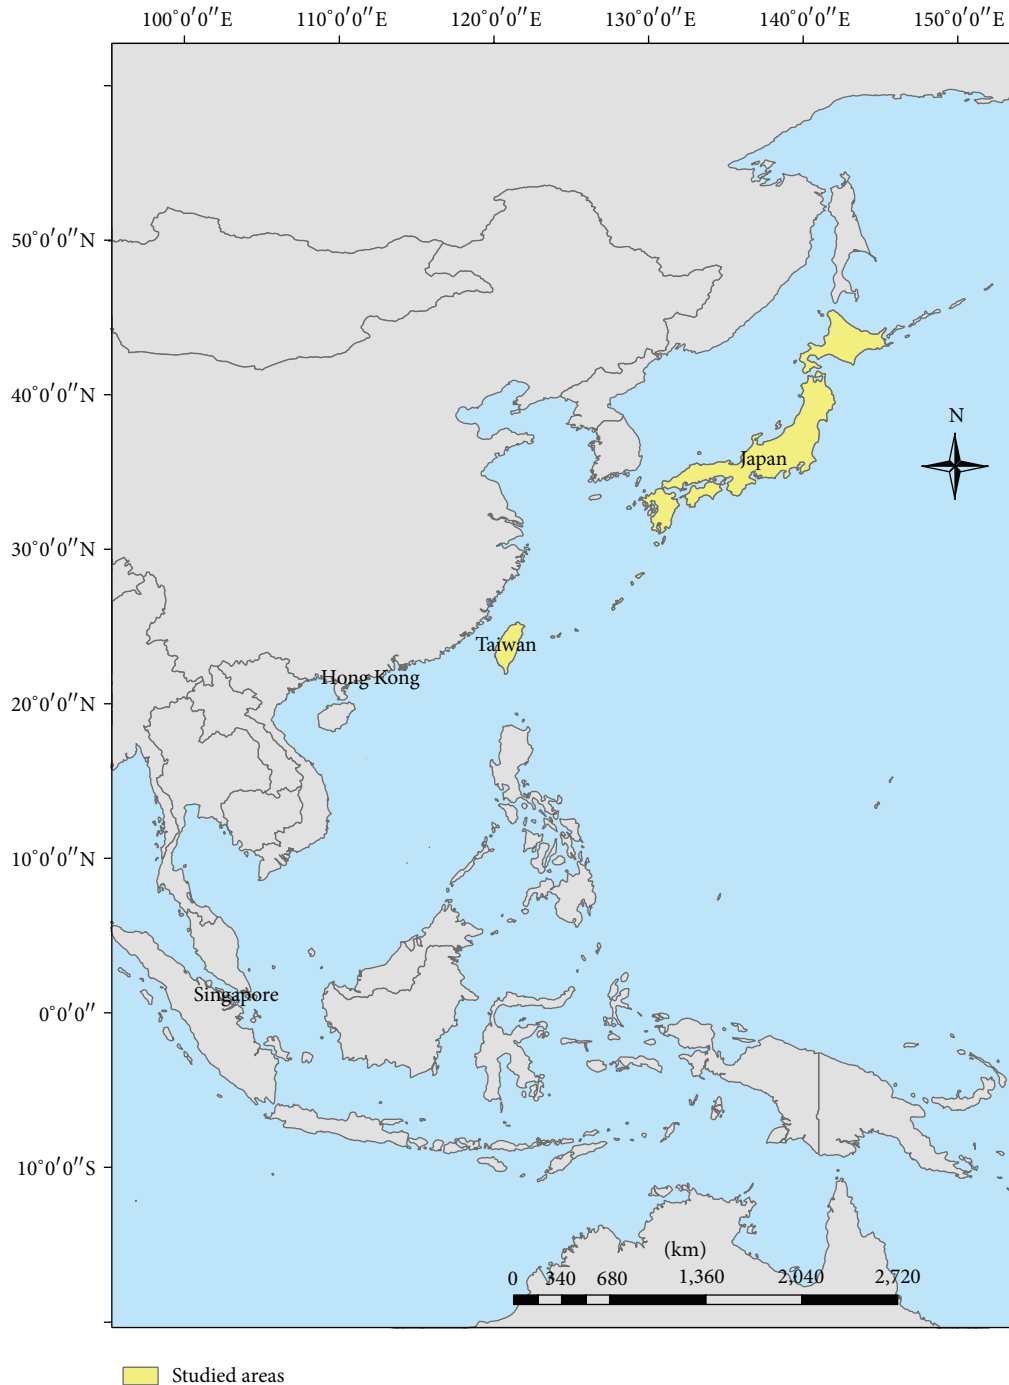 100°0′0″E 110°0′0″E 120°0′0″E 130°0′0″E 140°0′0″E 150°0′0″E
50°0′0″N
40°0′0″N
N
Japan
30°0′0″N
Taiwan
Hong Kong
20°0′0″N
10°0′0″N
Singapore
0°0′0″
10°0′0″S
(km)
0 340 680 1,360 2,040 2,720
Studied areas